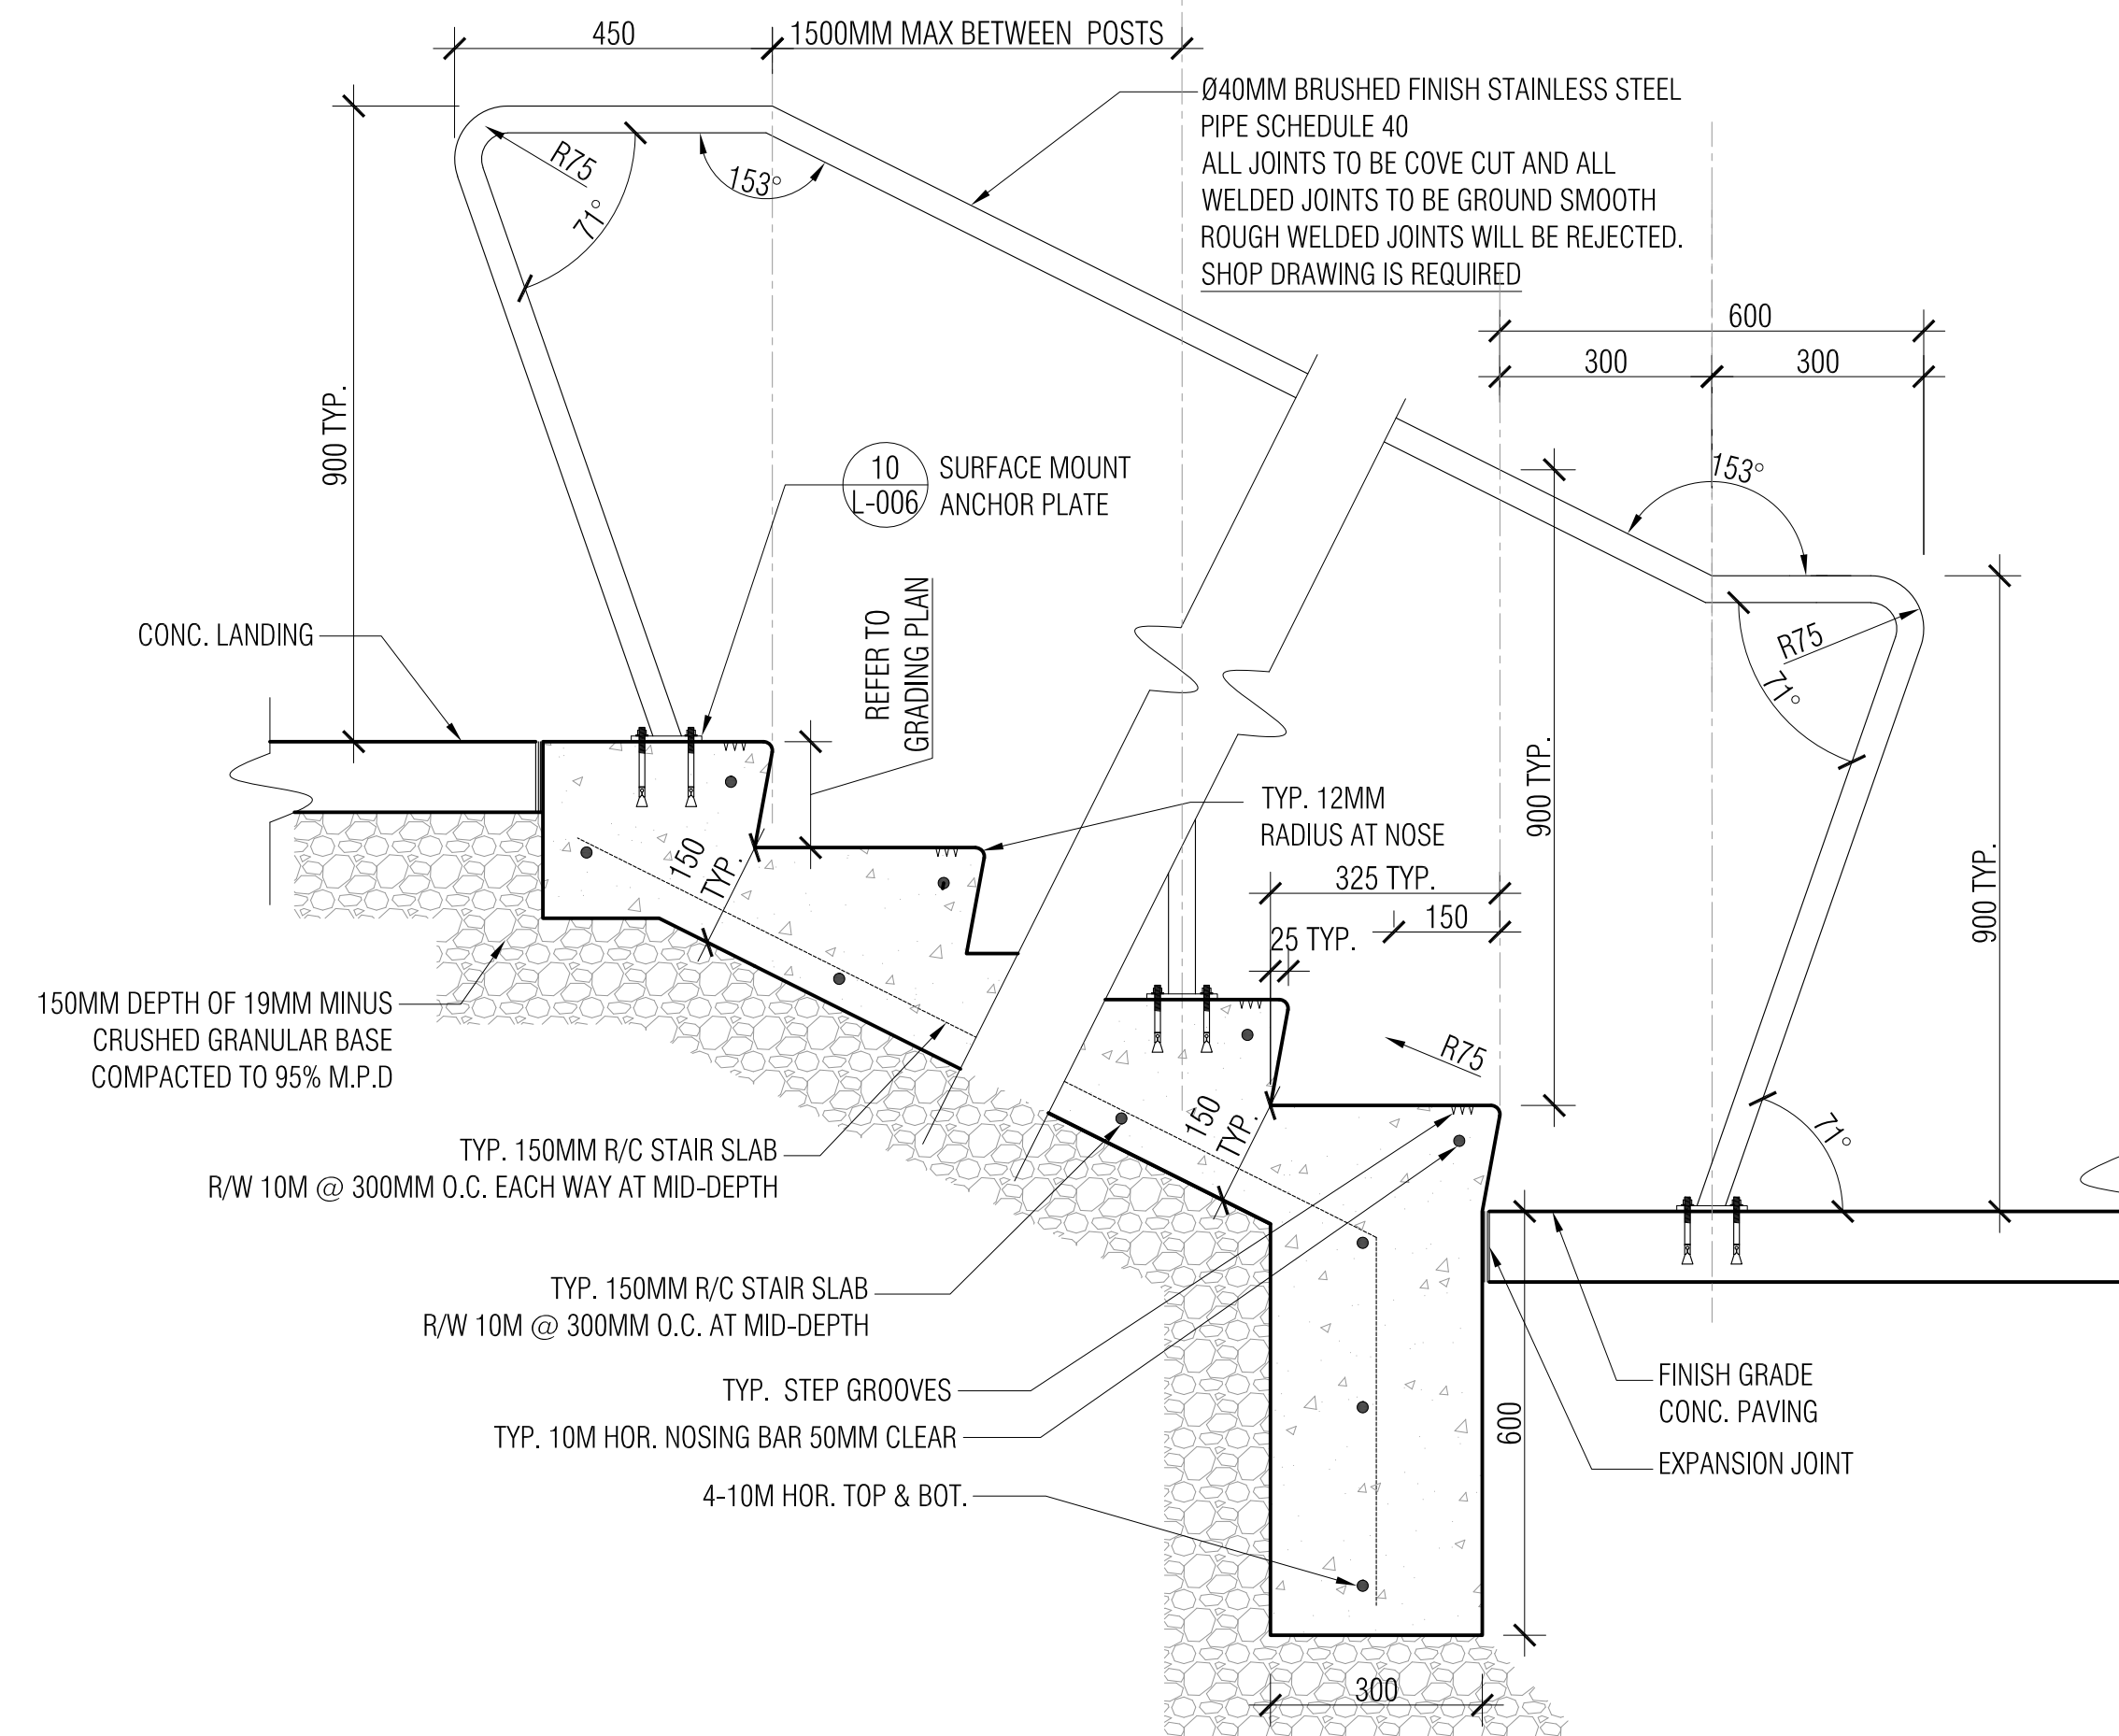 450
1500MM MAX BETWEEN POSTS
Ø40MM BRUSHED FINISH STAINLESS STEEL
PIPE SCHEDULE 40
ALL JOINTS TO BE COVE CUT AND ALL
WELDED JOINTS TO BE GROUND SMOOTH
ROUGH WELDED JOINTS WILL BE REJECTED.
SHOP DRAWING IS REQUIRED
R75
153°
71°
900 TYP.
600
300
300
153°
10
L-006
SURFACE MOUNT
ANCHOR PLATE
REFER TO
GRADING PLAN
CONC. LANDING
R75
71°
900 TYP.
900 TYP.
TYP. 12MM
RADIUS AT NOSE
325 TYP.
150
25 TYP.
150
TYP.
150MM DEPTH OF 19MM MINUS
CRUSHED GRANULAR BASE
COMPACTED TO 95% M.P.D
R75
150
TYP.
71°
TYP. 150MM R/C STAIR SLAB
R/W 10M @ 300MM O.C. EACH WAY AT MID-DEPTH
TYP. 150MM R/C STAIR SLAB
R/W 10M @ 300MM O.C. AT MID-DEPTH
TYP. STEP GROOVES
TYP. 10M HOR. NOSING BAR 50MM CLEAR
4-10M HOR. TOP & BOT.
600
FINISH GRADE
CONC. PAVING
EXPANSION JOINT
300